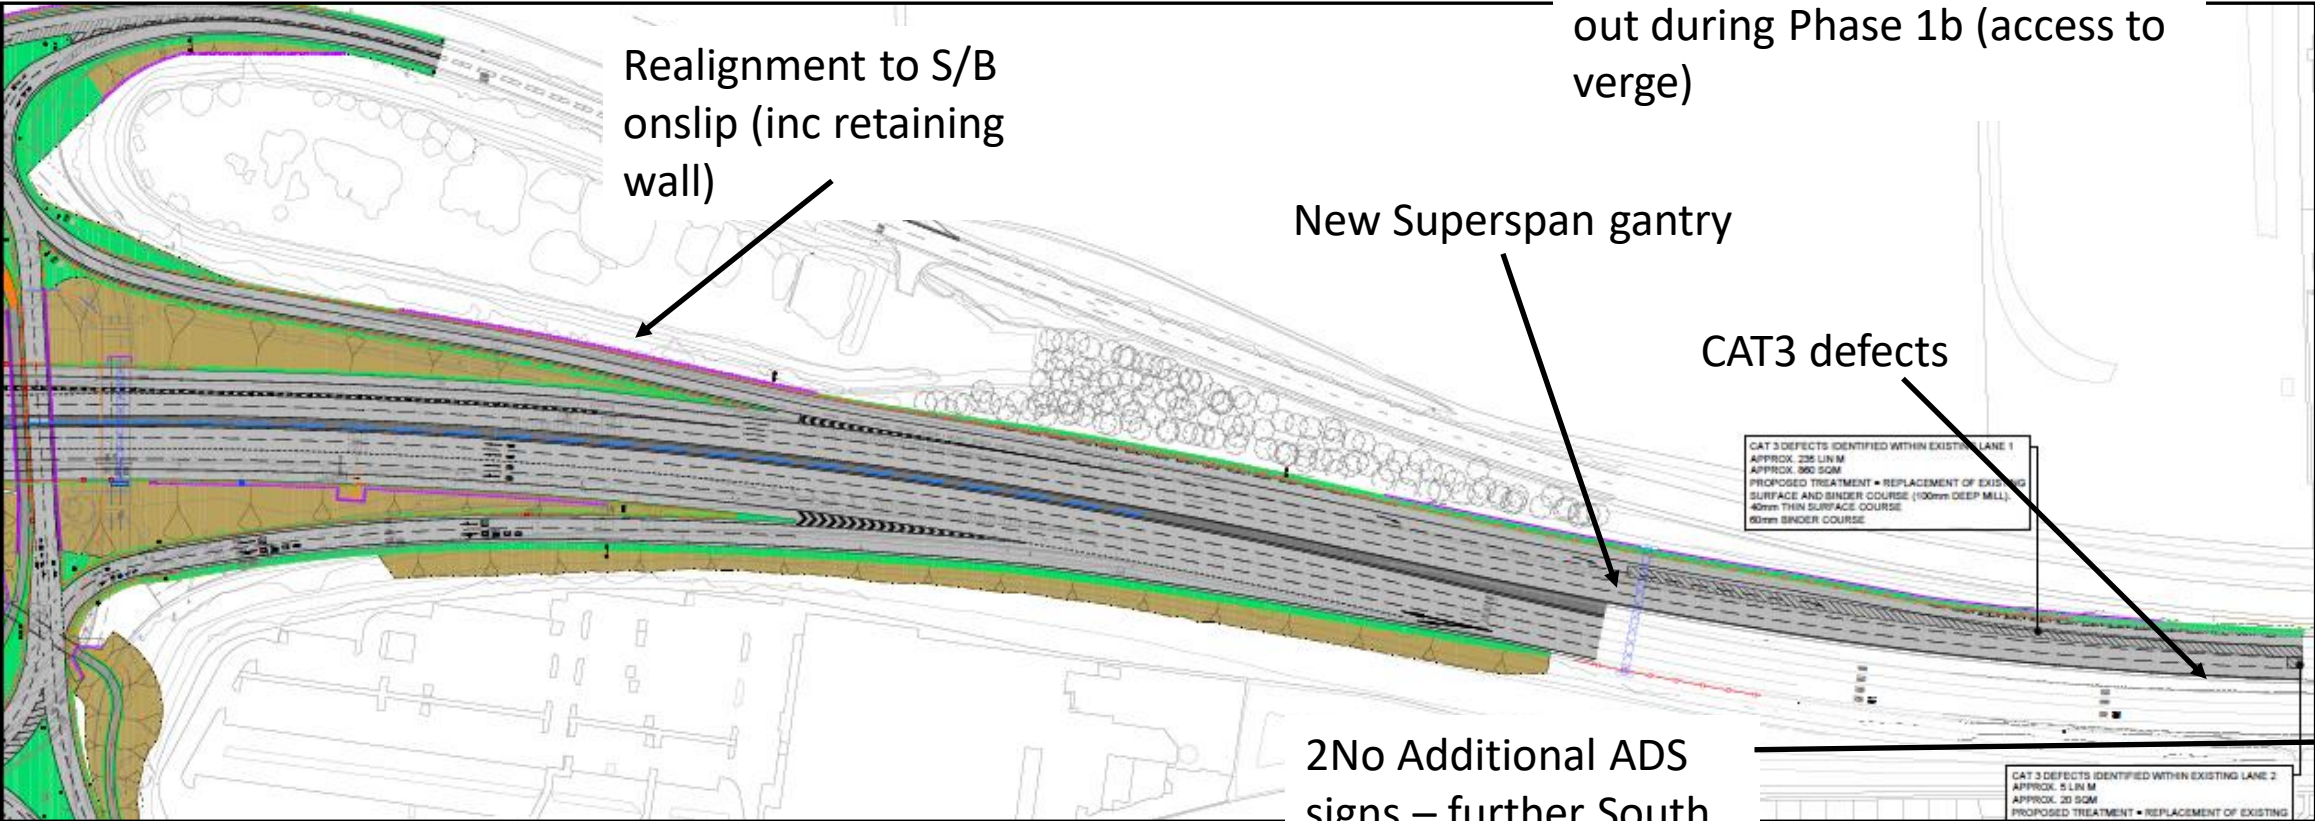 out during Phase 1b (access to
verge)
Realignment to S/B
onslip (inc retaining
wall)
New Superspan gantry
CAT3 defects
CAT 3 DEFECTS IDENTIFIED WITHIN EXISTING LANE 1
APPROX. 235 LIN M
APPROX. 860 SQM
PROPOSED TREATMENT = REPLACEMENT OF EXISTING
SURFACE AND BINDER COURSE (100mm DEEP MILL).
40mm THIN SURFACE COURSE
60mm BINDER COURSE
2No Additional ADS
signs – further South
CAT 3 DEFECTS IDENTIFIED WITHIN EXISTING LANE 2
APPROX. 5 LIN M
APPROX. 20 SQM
PROPOSED TREATMENT = REPLACEMENT OF EXISTING